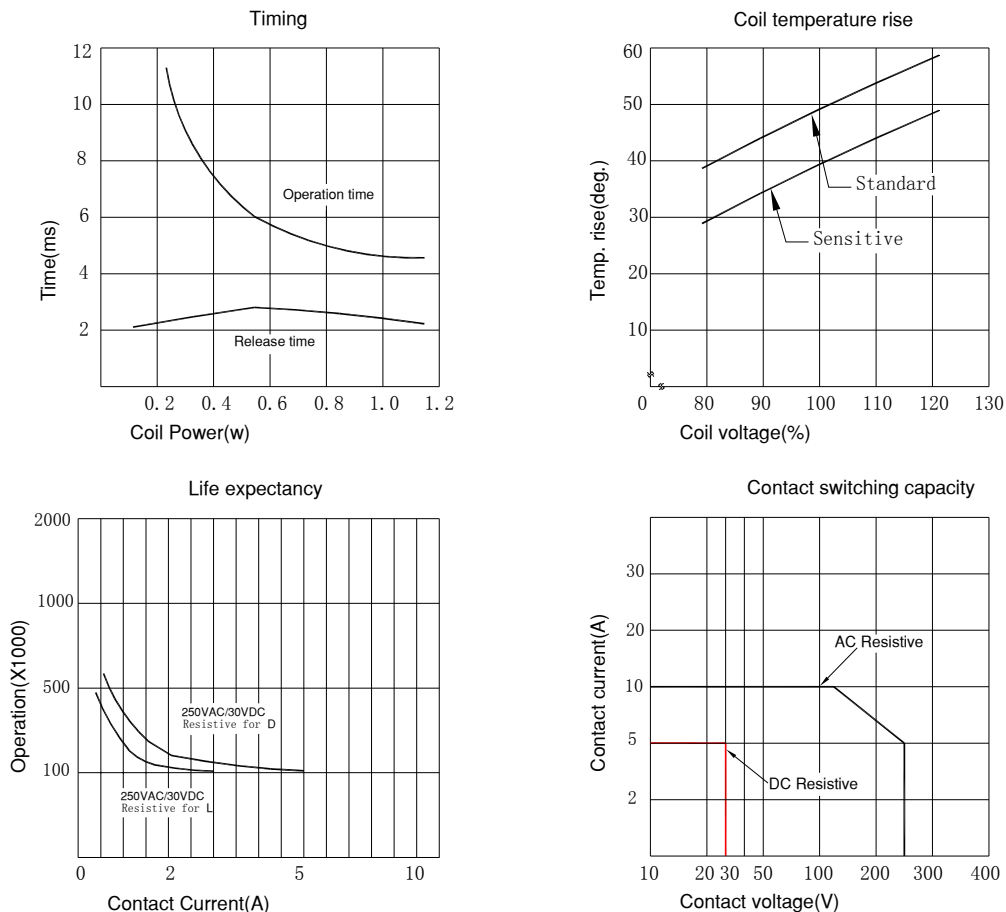 Timing
12
10
8
6
4
2
Time(ms)
Operation time
Release time
0.2 0.4 0.6 0.8 1.0 1.2
Coil Power(w)
Coil temperature rise
60
50
40
30
20
10
Temp. rise(deg.)
Standard
Sensitive
0 80 90 100 110 120 130
Coil voltage(%)
Life expectancy
2000
1000
500
100
Operation(X1000)
250VAC/30VDC
Resistive for D
250VAC/30VDC
Resistive for L
0 2 5 10
Contact Current(A)
Contact switching capacity
30
20
10
5
2
Contact current(A)
AC Resistive
DC Resistive
10 20 30 50 100 200 300 400
Contact voltage(V)